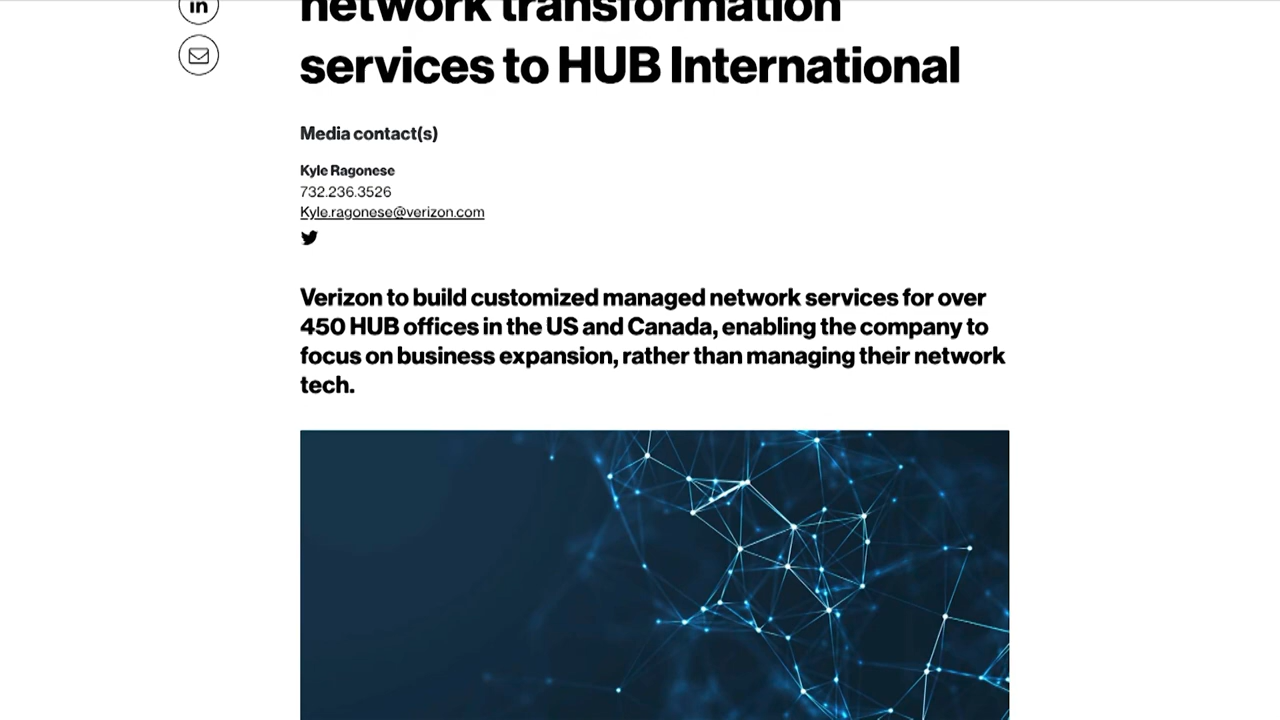 in
network transformation
services to HUB International
Media contact(s)
Kyle Ragonese
732.236.3526
Kyle.ragonese@verizon.com
Verizon to build customized managed network services for over
450 HUB offices in the US and Canada, enabling the company to
focus on business expansion, rather than managing their network
tech.